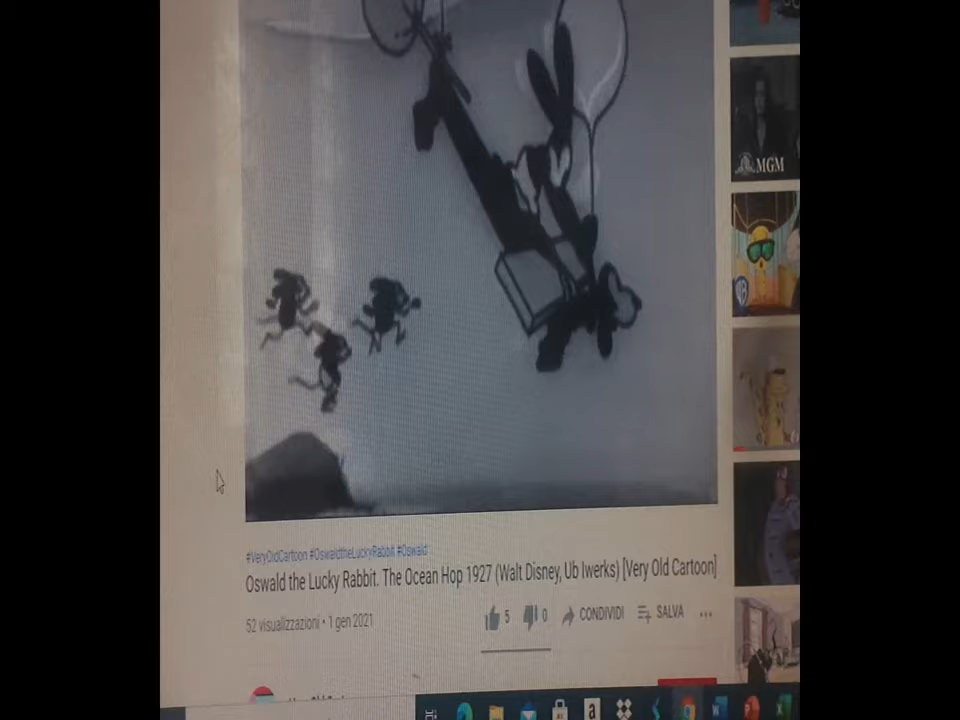 MGM
#VeryOldCartoon #OswaldtheLuckyRabbit #Oswald
Oswald the Lucky Rabbit. The Ocean Hop 1927 (Walt Disney, Ub Iwerks) [Very Old Cartoon]
52 visualizzazioni • 1 gen 2021
5 0 CONDIVIDI SALVA